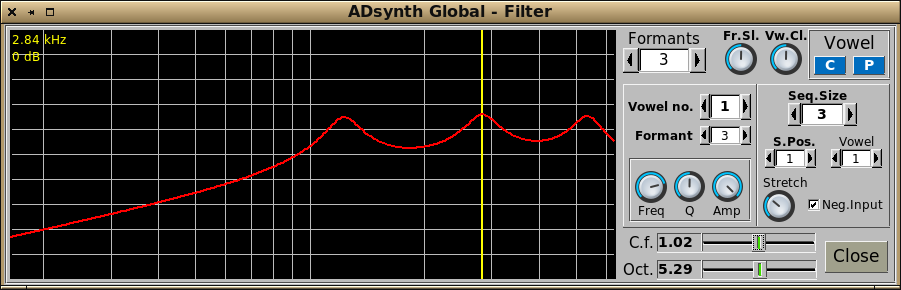 ADsynth Global - Filter
2.84 kHz
0 dB
Formants
3
Fr.Sl. Vw.Cl.
Vowel
C P
Vowel no. 1
Formant 3
Freq Q Amp
Seq.Size
3
S.Pos. Vowel
1 1
Stretch
Neg.Input
C.f. 1.02
Oct. 5.29
Close